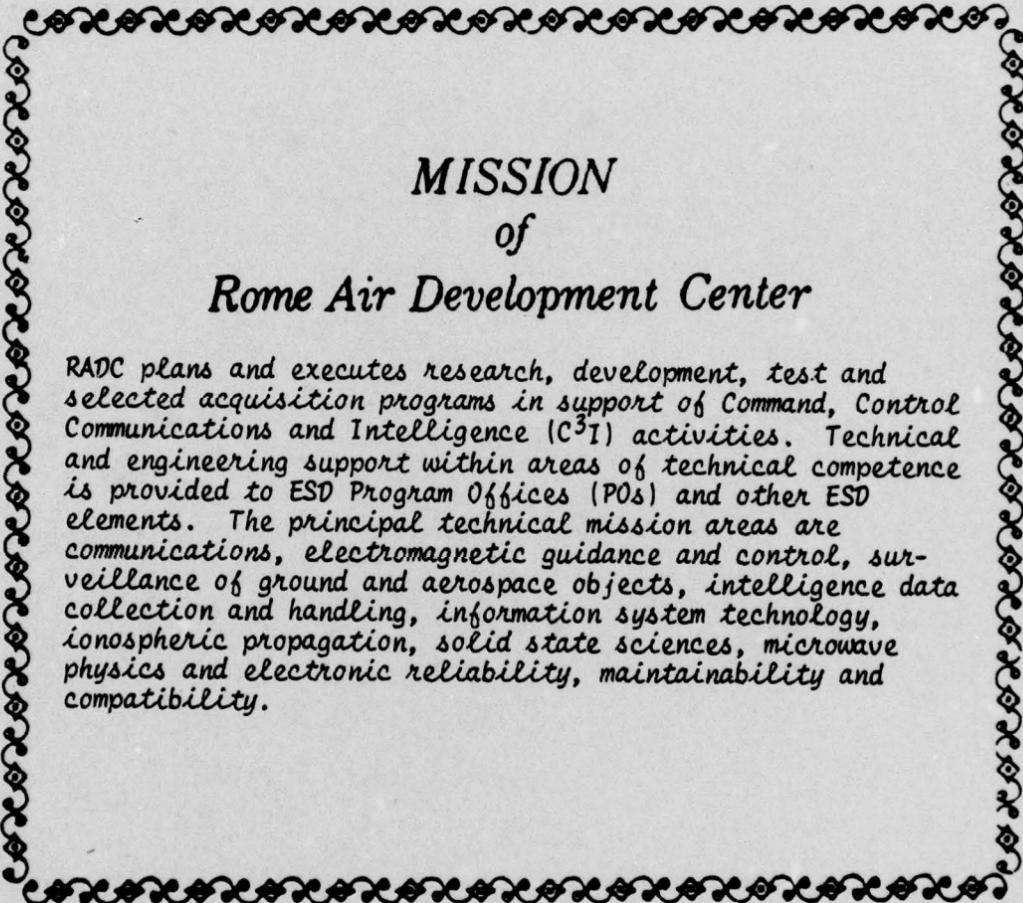 MISSION
of
Rome Air Development Center
RADC plans and executes research, development, test and
selected acquisition programs in support of Command, Control
Communications and Intelligence (C³I) activities. Technical
and engineering support within areas of technical competence
is provided to ESD Program Offices (POs) and other ESD
elements. The principal technical mission areas are
communications, electromagnetic guidance and control, sur-
veillance of ground and aerospace objects, intelligence data
collection and handling, information system technology,
ionospheric propagation, solid state sciences, microwave
physics and electronic reliability, maintainability and
compatibility.